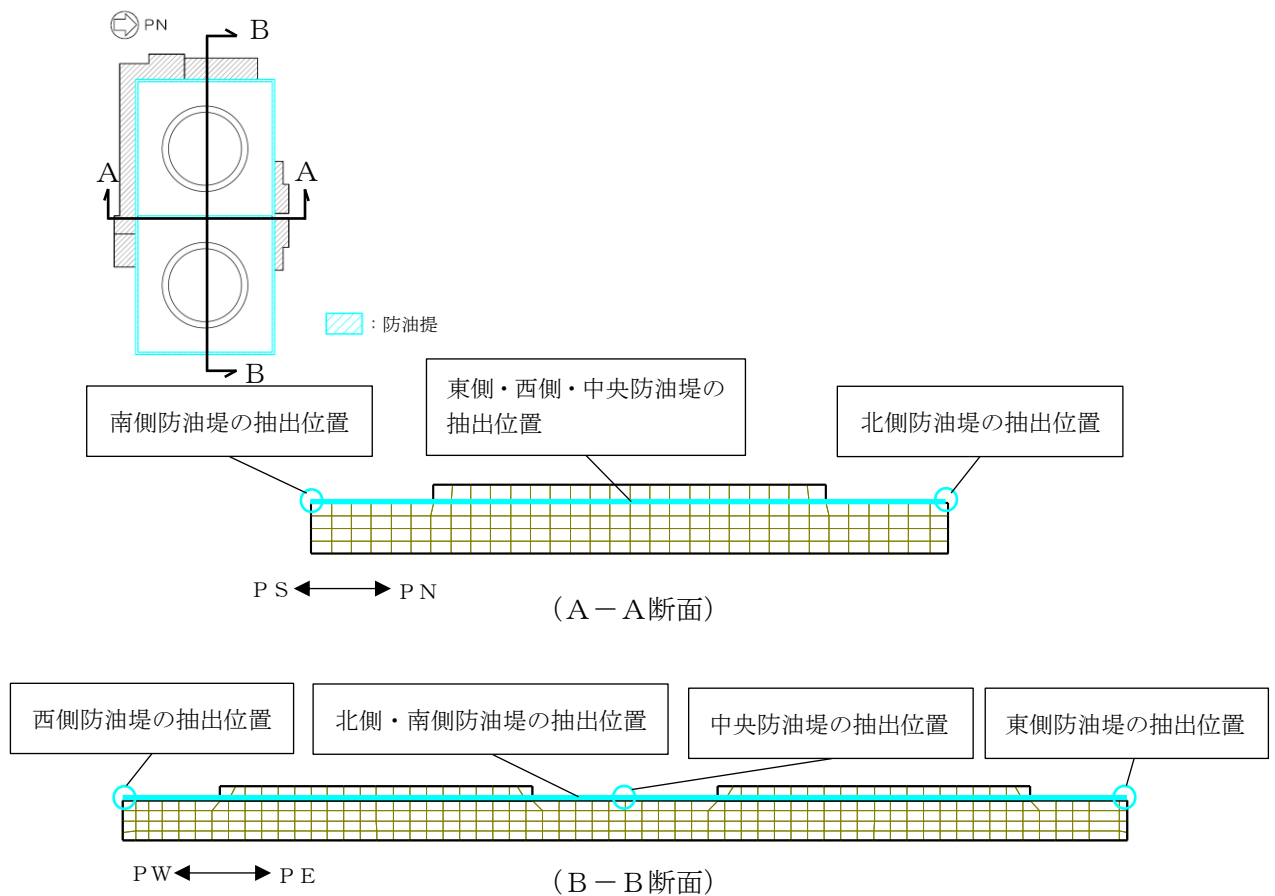 PN
B
A
A
：防油提
B
東側・西側・中央防油堤の
抽出位置
南側防油堤の抽出位置
北側防油堤の抽出位置
ＰＳ
ＰＮ
（Ａ－Ａ断面）
西側防油堤の抽出位置
北側・南側防油堤の抽出位置
中央防油堤の抽出位置
東側防油堤の抽出位置
ＰＷ
ＰＥ
（Ｂ－Ｂ断面）